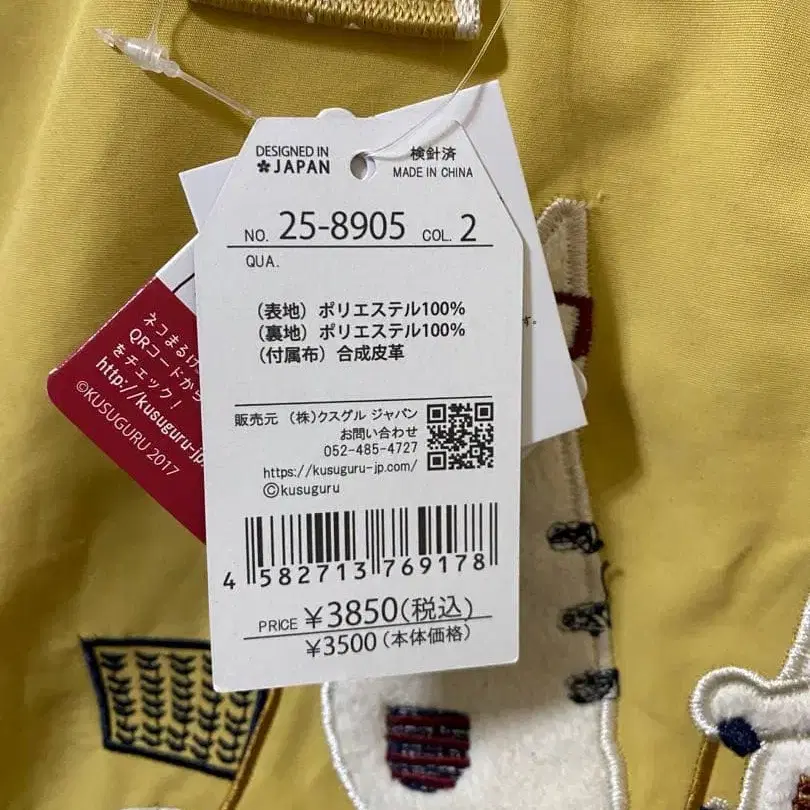 DESIGNED IN
JAPAN
検針済
MADE IN CHINA
NO. 25-8905 COL. 2
QUA.
（表地）ポリエステル100%
（裏地）ポリエステル100%
（付属布）合成皮革
販売元 （株）クスグル ジャパン
お問い合わせ
052-485-4727
https://kusuguru-jp.com/
©kusuguru
4 582713 769178
PRICE ¥3850(税込)
¥3500（本体価格）
ネコまるけ
QRコードから
をチェック！
http://kusuguru-jp.
©KUSUGURU 2017
す。